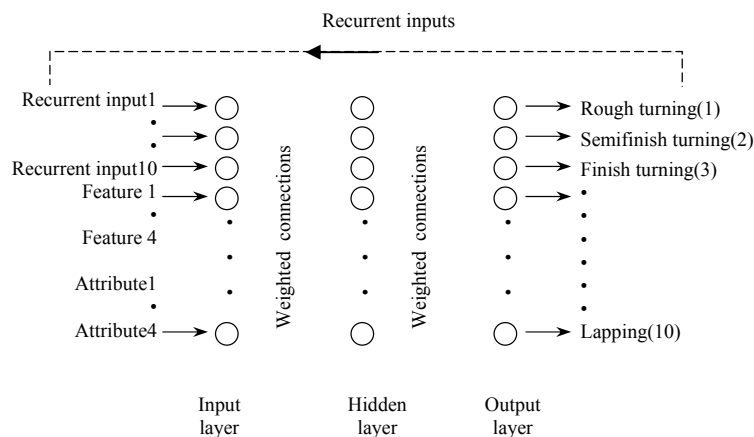 Recurrent inputs
Recurrent input1
Recurrent input10
Feature 1
Feature 4
Attribute1
Attribute4
Weighted connections
Weighted connections
Rough turning(1)
Semifinish turning(2)
Finish turning(3)
Lapping(10)
Input
layer
Hidden
layer
Output
layer